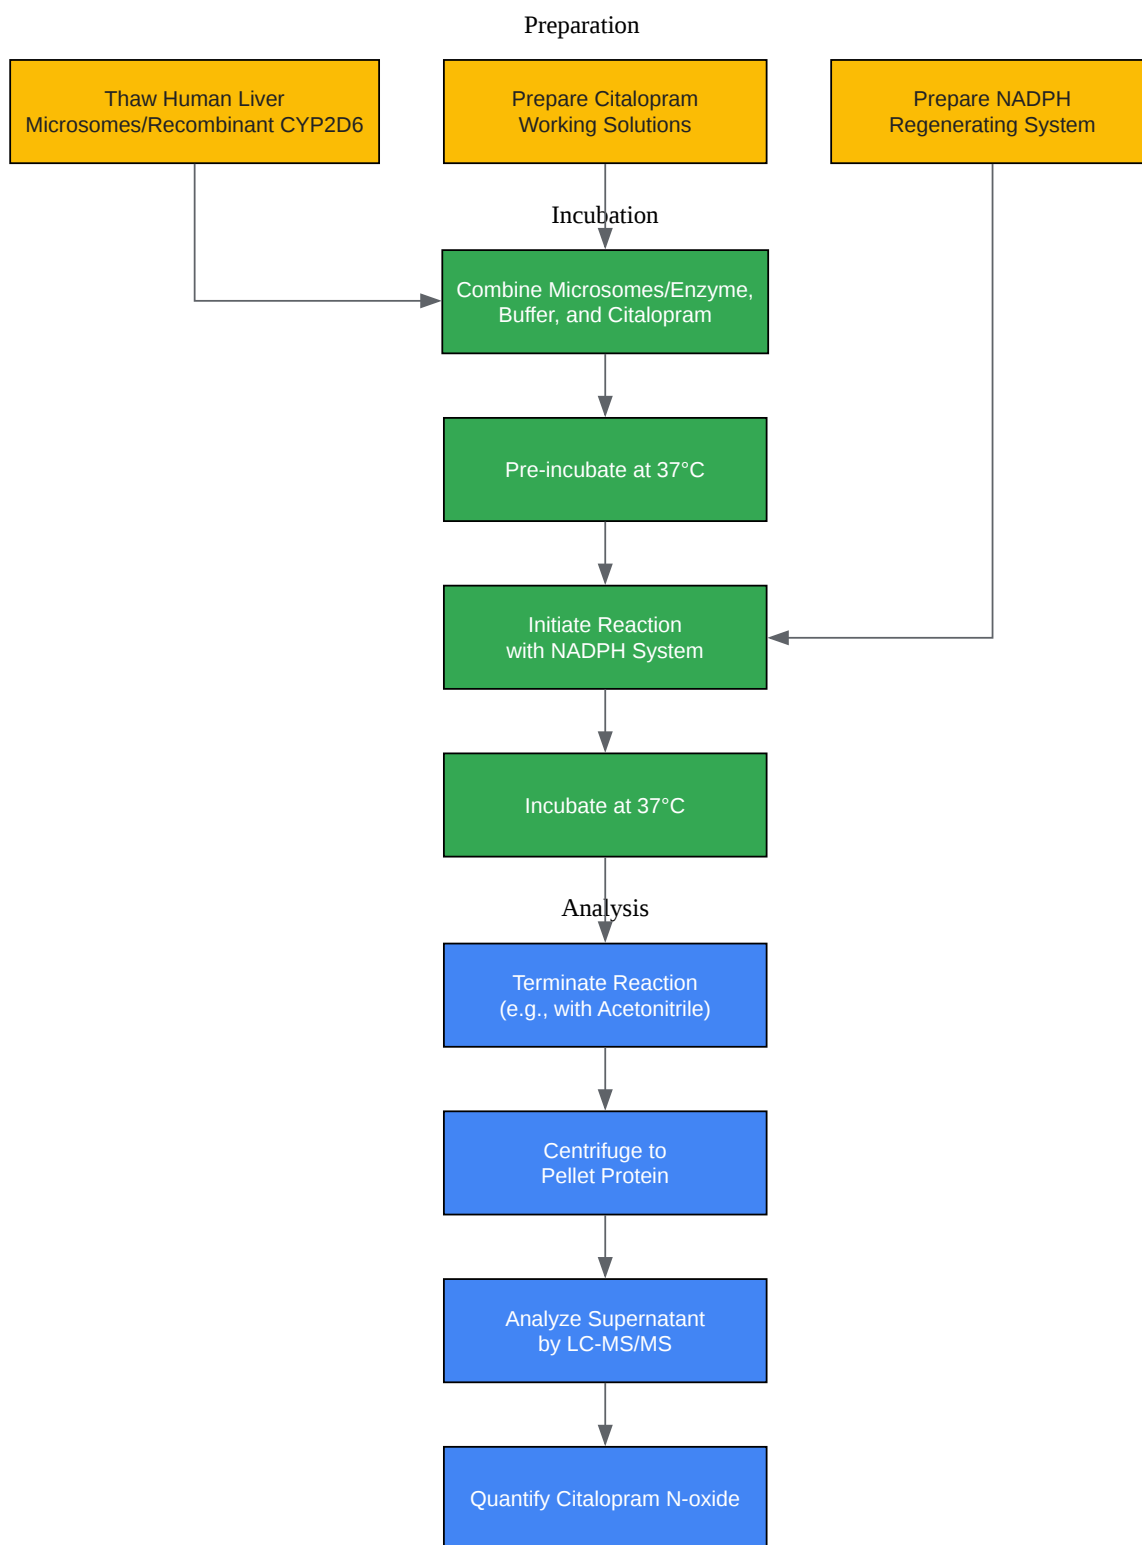 Preparation
Thaw Human Liver
Microsomes/Recombinant CYP2D6
Prepare Citalopram
Working Solutions
Prepare NADPH
Regenerating System
Incubation
Combine Microsomes/Enzyme,
Buffer, and Citalopram
Pre-incubate at 37°C
Initiate Reaction
with NADPH System
Incubate at 37°C
Analysis
Terminate Reaction
(e.g., with Acetonitrile)
Centrifuge to
Pellet Protein
Analyze Supernatant
by LC-MS/MS
Quantify Citalopram N-oxide